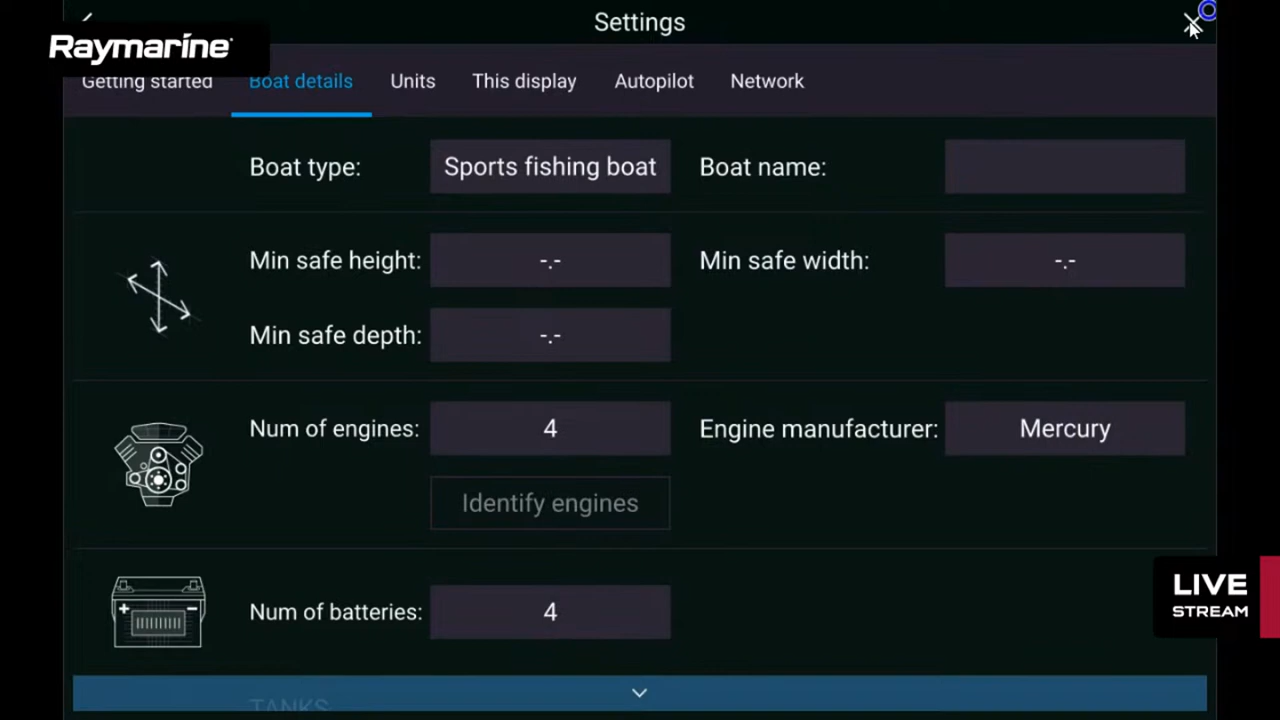 Settings
Raymarine
Getting started Boat details Units This display Autopilot Network
Boat type: Sports fishing boat Boat name:
Min safe height: -.- Min safe width: -.-
Min safe depth: -.-
Num of engines: 4 Engine manufacturer: Mercury
Identify engines
LIVE
STREAM
Num of batteries: 4
TANKS